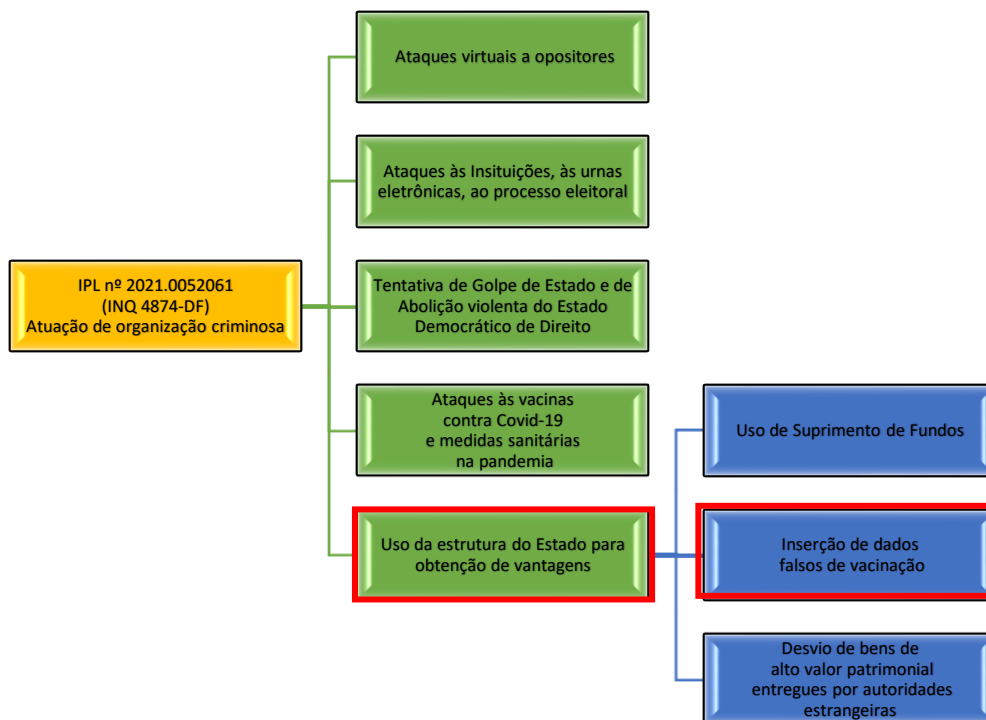 Ataques virtuais a opositores
Ataques às Insituições, às urnas
eletrônicas, ao processo eleitoral
IPL nº 2021.0052061
(INQ 4874-DF)
Atuação de organização criminosa
Tentativa de Golpe de Estado e de
Abolição violenta do Estado
Democrático de Direito
Ataques às vacinas
contra Covid-19
e medidas sanitárias
na pandemia
Uso da estrutura do Estado para
obtenção de vantagens
Uso de Suprimento de Fundos
Inserção de dados
falsos de vacinação
Desvio de bens de
alto valor patrimonial
entregues por autoridades
estrangeiras